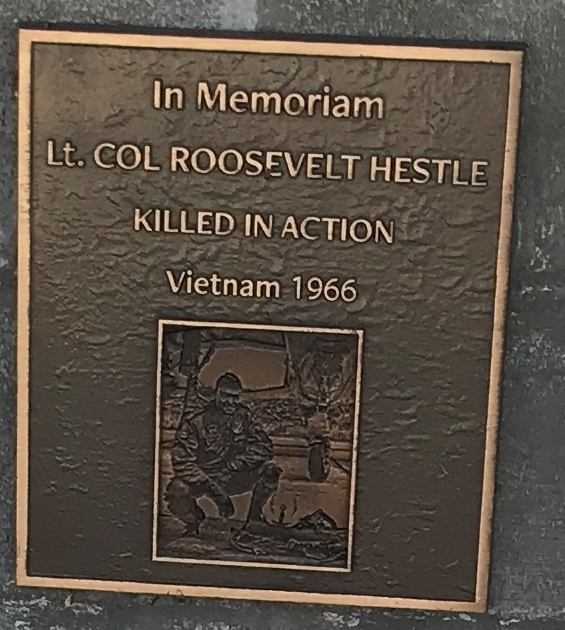 In Memoriam
Lt. COL ROOSEVELT HESTLE
KILLED IN ACTION
Vietnam 1966